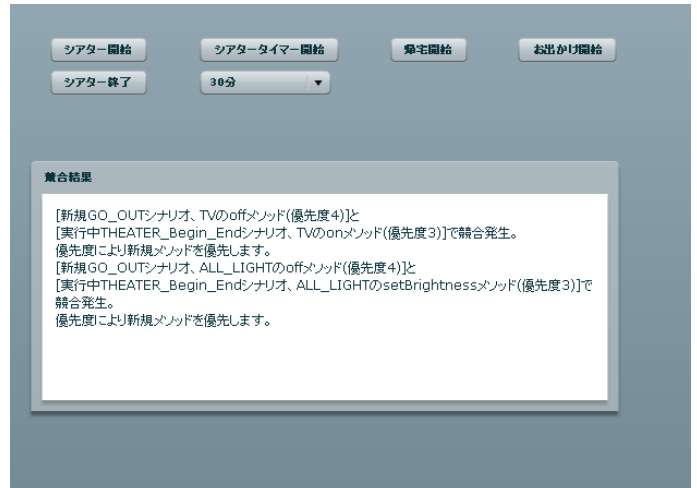 シアター開始 シアタータイマー開始 帰宅開始 お出かけ開始
シアター終了 30分
競合結果
[新規GO_OUTシナリオ、TVのoffメソッド(優先度4)]と
[実行中THEATER_Begin_Endシナリオ、TVのonメソッド(優先度3)]で競合発生。
優先度により新規メソッドを優先します。
[新規GO_OUTシナリオ、ALL_LIGHTのoffメソッド(優先度4)]と
[実行中THEATER_Begin_Endシナリオ、ALL_LIGHTのsetBrightnessメソッド(優先度3)]で
競合発生。
優先度により新規メソッドを優先します。